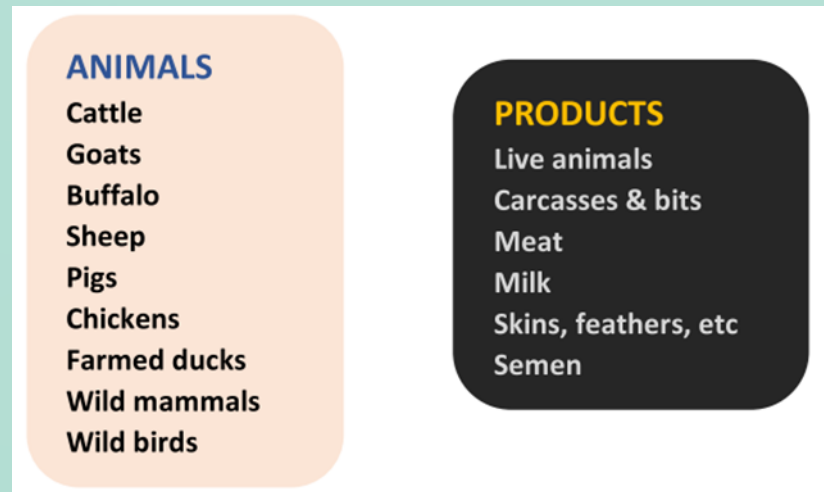 ANIMALS
Cattle
Goats
Buffalo
Sheep
Pigs
Chickens
Farmed ducks
Wild mammals
Wild birds
PRODUCTS
Live animals
Carcasses & bits
Meat
Milk
Skins, feathers, etc
Semen